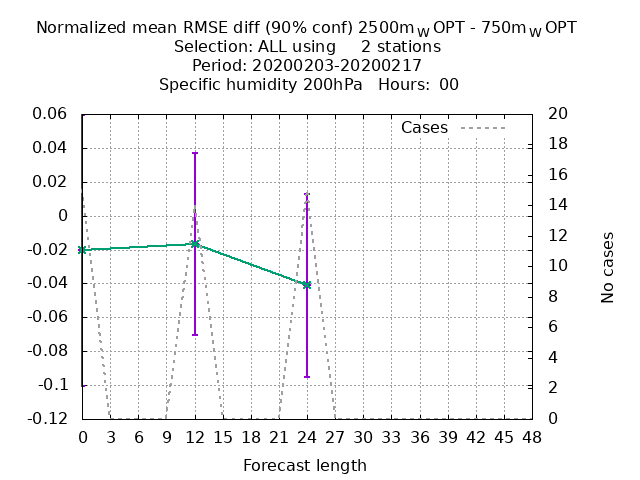 Normalized mean RMSE diff (90% conf) 2500m_W OPT - 750m_W OPT
Selection: ALL using 2 stations
Period: 20200203-20200217
Specific humidity 200hPa Hours: 00
Cases
0.06
0.04
0.02
0
-0.02
-0.04
-0.06
-0.08
-0.1
-0.12
20
18
16
14
12
10
8
6
4
2
0
No cases
0 3 6 9 12 15 18 21 24 27 30 33 36 39 42 45 48
Forecast length